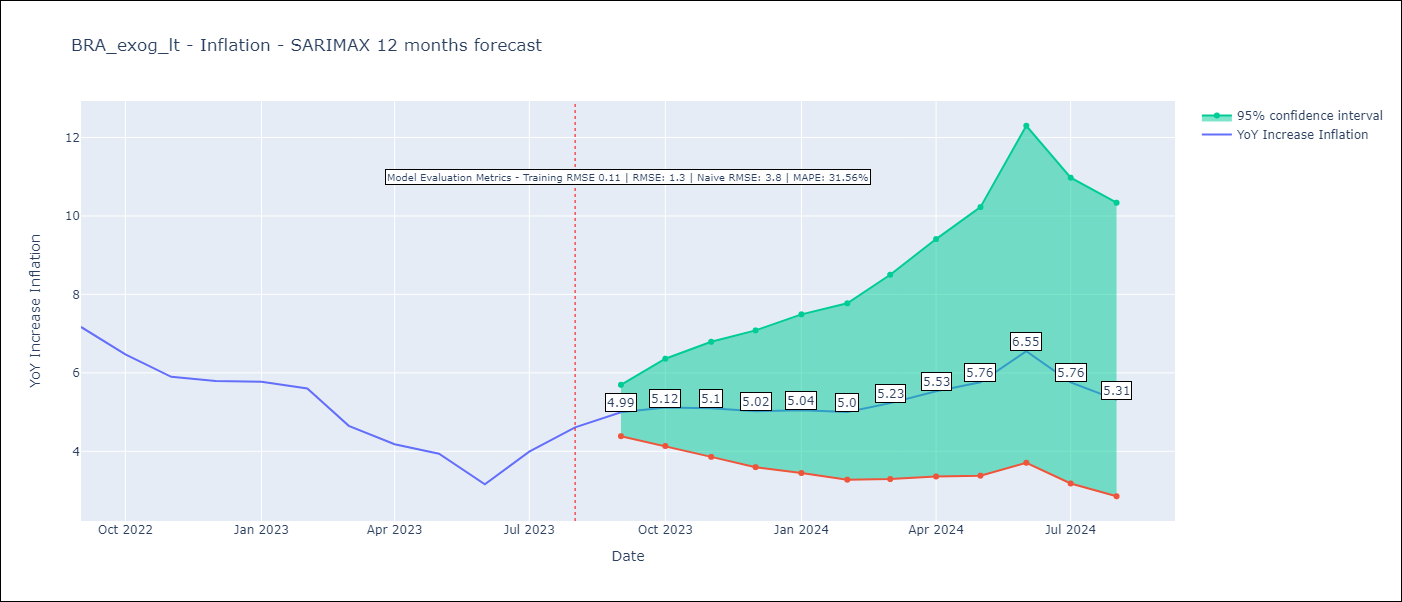 BRA_exog_lt - Inflation - SARIMAX 12 months forecast
95% confidence interval
YoY Increase Inflation
Model Evaluation Metrics - Training RMSE 0.11 | RMSE: 1.3 | Naive RMSE: 3.8 | MAPE: 31.56%
YoY Increase Inflation
12
10
8
6
4
4.99
5.12
5.1
5.02
5.04
5.0
5.23
5.53
5.76
6.55
5.76
5.31
Oct 2022
Jan 2023
Apr 2023
Jul 2023
Oct 2023
Jan 2024
Apr 2024
Jul 2024
Date